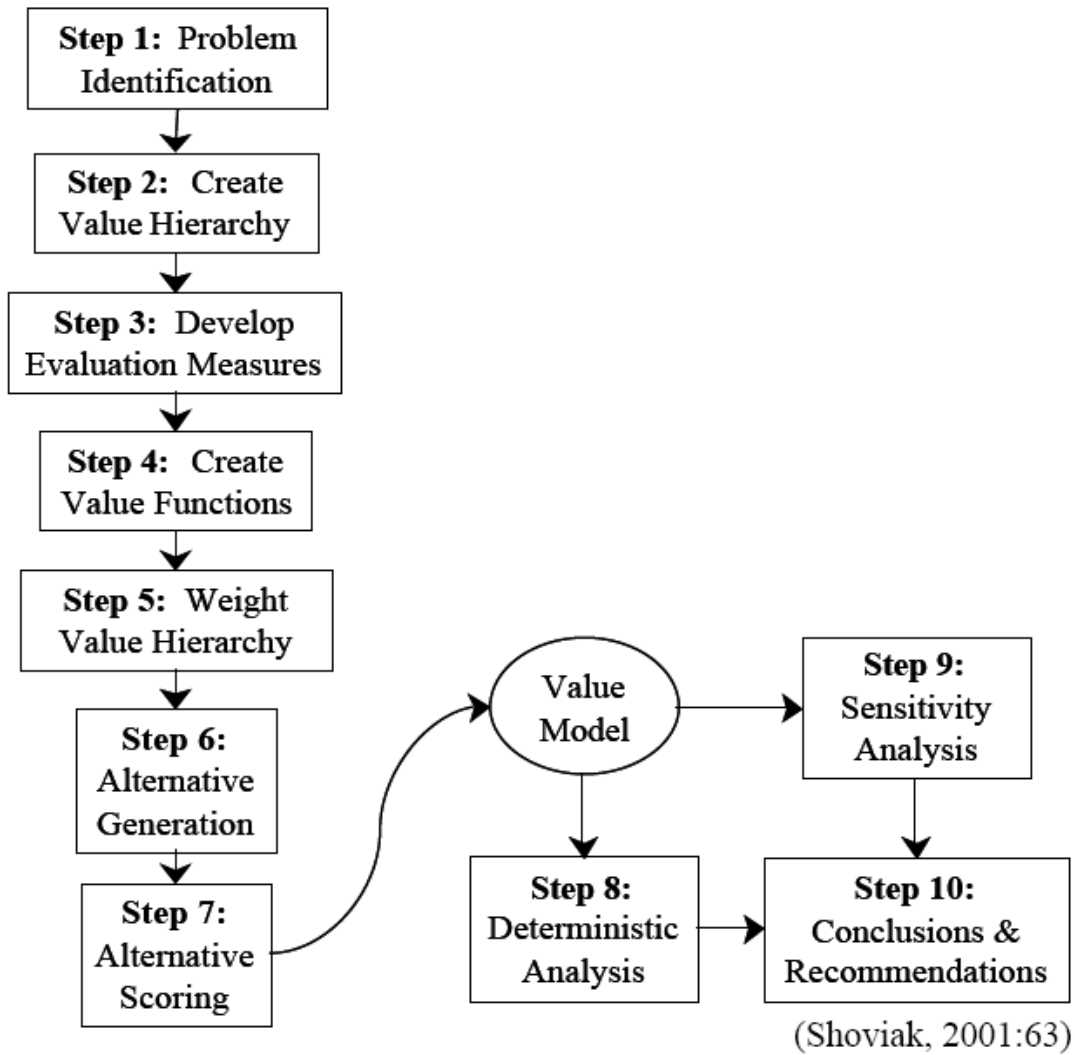 Step 1: Problem
Identification
Step 2: Create
Value Hierarchy
Step 3: Develop
Evaluation Measures
Step 4: Create
Value Functions
Step 5: Weight
Value Hierarchy
Step 6:
Alternative
Generation
Step 7:
Alternative
Scoring
Value
Model
Step 8:
Deterministic
Analysis
Step 9:
Sensitivity
Analysis
Step 10:
Conclusions &
Recommendations
(Shoviak, 2001:63)